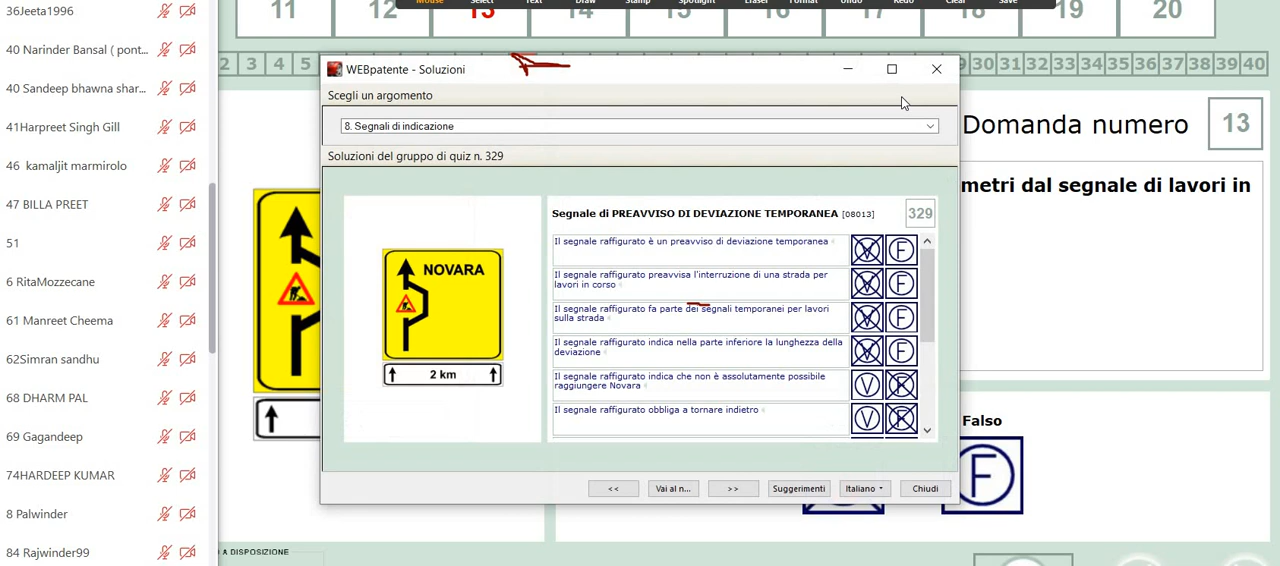 36Jeeta1996
40 Narinder Bansal ( pont...
40 Sandeep bhawna shar...
41Harpreet Singh Gill
46 kamaljit marmirolo
47 BILLA PREET
51
6 RitaMozzecane
61 Manreet Cheema
62Simran sandhu
68 DHARM PAL
69 Gagandeep
74HARDEEP KUMAR
8 Palwinder
84 Rajwinder99
Mouse Select Text Draw Stamp Spotlight Eraser Format Undo Redo Clear Save
11 12 13 14 15 16 17 18 19 20
2 3 4 5
30 31 32 33 34 35 36 37 38 39 40
WEBpatente - Soluzioni
Scegli un argomento
8. Segnali di indicazione
Soluzioni del gruppo di quiz n. 329
NOVARA
2 km
Segnale di PREAVVISO DI DEVIAZIONE TEMPORANEA [08013]
329
Il segnale raffigurato è un preavviso di deviazione temporanea
V F
Il segnale raffigurato preavvisa l'interruzione di una strada per
lavori in corso
V F
Il segnale raffigurato fa parte dei segnali temporanei per lavori
sulla strada
V F
Il segnale raffigurato indica nella parte inferiore la lunghezza della
deviazione
V F
Il segnale raffigurato indica che non è assolutamente possibile
raggiungere Novara
V F
Il segnale raffigurato obbliga a tornare indietro
V F
<< Vai al n... >> Suggerimenti Italiano Chiudi
Domanda numero 13
metri dal segnale di lavori in
Falso
F
A DISPOSIZIONE